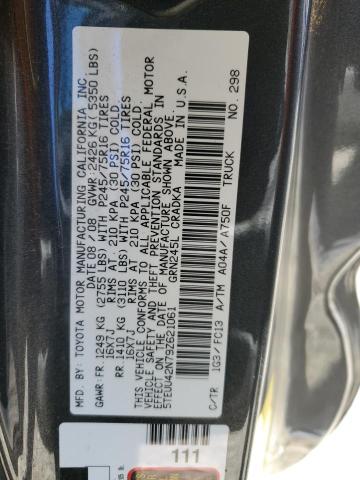 MFD. BY: TOYOTA MOTOR MANUFACTURING CALIFORNIA, INC.
DATE 08 / 08 GVWR: 2426 KG( 5350 LBS)
GAWR: FR 1249 KG (2755 LBS) WITH P245/75R16 TIRES
16X7J RIMS AT 210 KPA (30 PSI) COLD.
RR 1410 KG (3110 LBS) WITH P245/75R16 TIRES
16X7J RIMS AT 210 KPA (30 PSI) COLD.
THIS VEHICLE CONFORMS TO ALL APPLICABLE FEDERAL MOTOR
VEHICLE SAFETY AND THEFT PREVENTION STANDARDS IN
EFFECT ON THE DATE OF MANUFACTURE SHOWN ABOVE.
5TEUU42N79Z621061 GRN245L CRADKA MADE IN U.S.A.
TRUCK
C/TR 1G3/ FC13 A/TM A04A/ A750F NO. 298
111